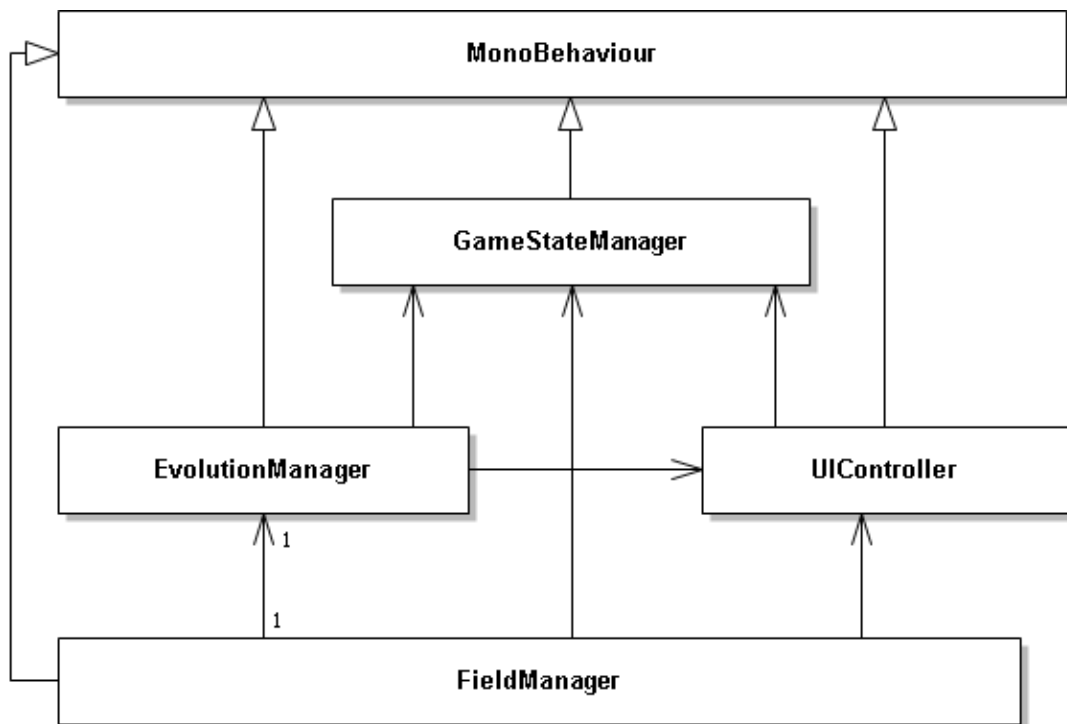 MonoBehaviour
GameStateManager
EvolutionManager
UIController
1
1
FieldManager